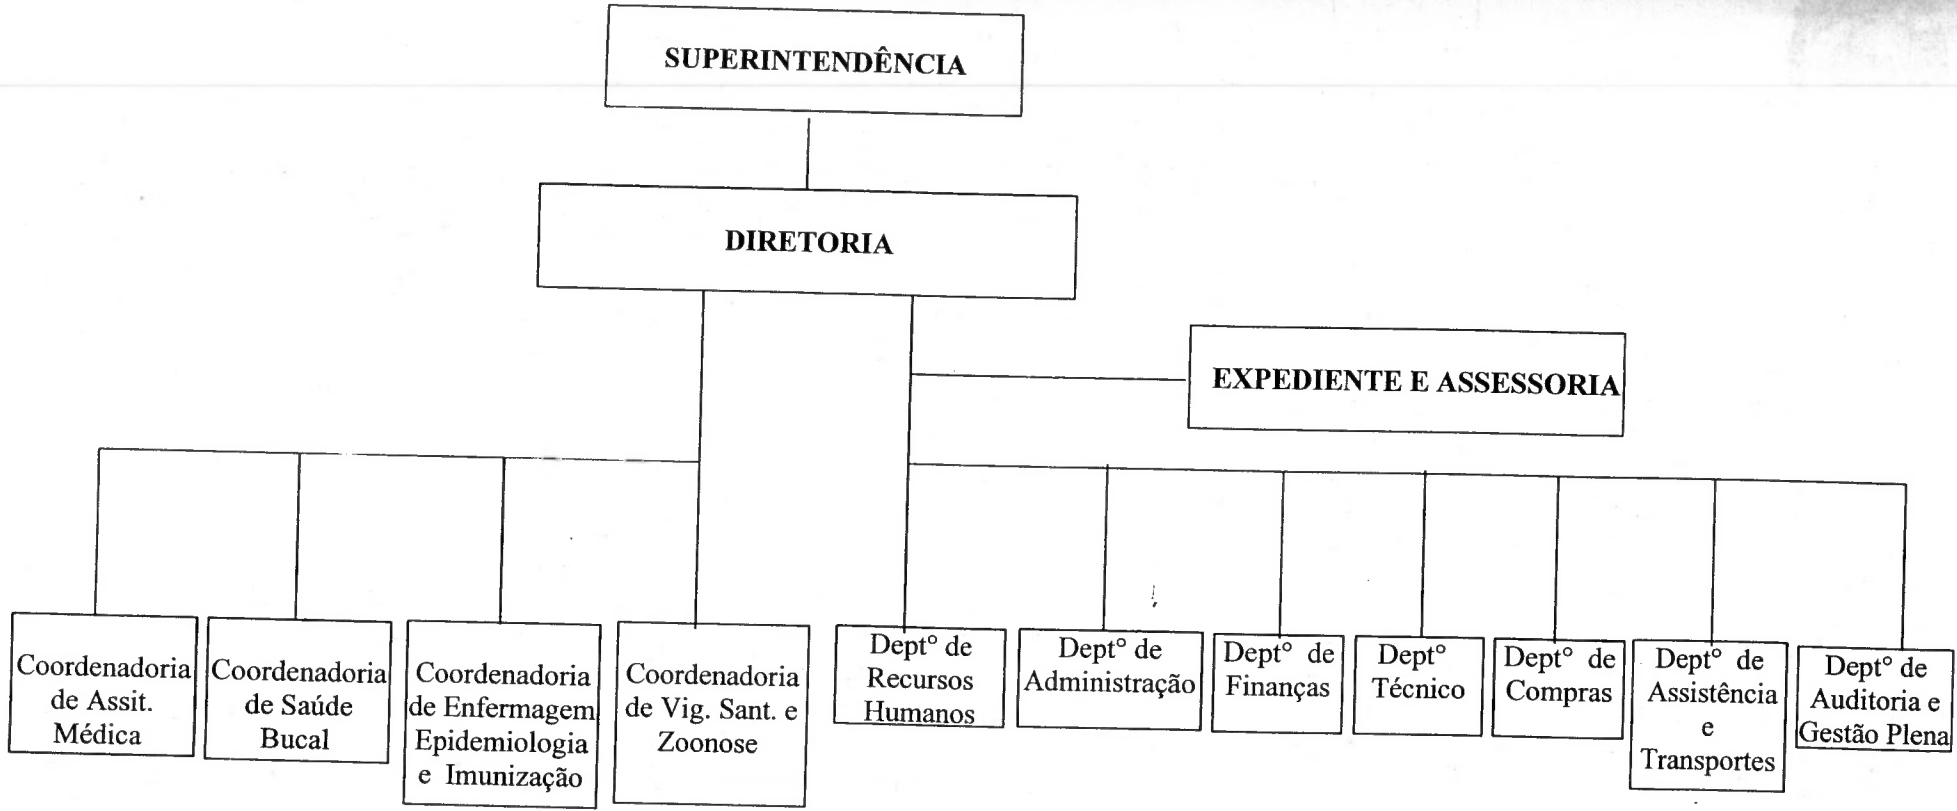 SUPERINTENDÊNCIA
DIRETORIA
EXPEDIENTE E ASSESSORIA
Coordenadoria
de Assit.
Médica
Coordenadoria
de Saúde
Bucal
Coordenadoria
de Enfermagem
Epidemiologia
e Imunização
Coordenadoria
de Vig. Sant. e
Zoonose
Dept° de
Recursos
Humanos
Dept° de
Administração
Dept° de
Finanças
Dept°
Técnico
Dept° de
Compras
Dept° de
Assistência
e
Transportes
Dept° de
Auditoria e
Gestão Plena